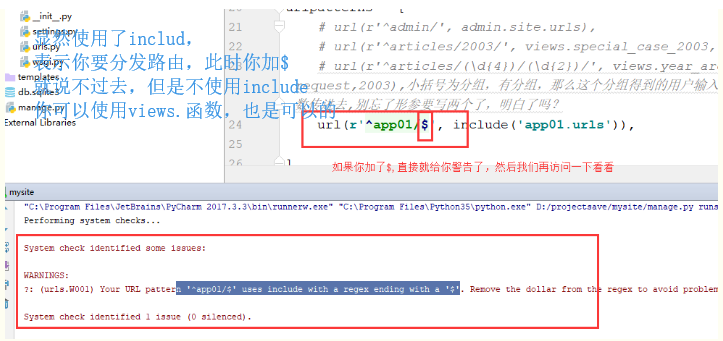 __init__.py
settings.py
urls.py
wsgi.py
templates
db.sqlite3
manage.py
External Libraries
显然使用了includ,
表示你要分发路由，此时你加$
就说不过去，但是不使用include
你可以使用views.函数，也是可以的
20
21 # url(r'^admin/', admin.site.urls),
22 # url(r'^articles/2003/', views.special_case_2003,
23 # url(r'^articles/(\d{4})/(\d{2})/', views.year_ar
request,2003),小括号为分组，有分组，那么这个分组得到的用户输入
别忘了形参要写两个了，明白了吗?
24 url(r'^app01/$', include('app01.urls')),
25
26 ]
如果你加了$,直接就给你警告了，然后我们再访问一下看看
mysite
"C:\Program Files\JetBrains\PyCharm 2017.3.3\bin\runnerw.exe" "C:\Program Files\Python35\python.exe" D:/projectsave/mysite/manage.py runs
Performing system checks...
System check identified some issues:
WARNINGS:
?: (urls.W001) Your URL pattern '^app01/$' uses include with a regex ending with a '$'. Remove the dollar from the regex to avoid problem
System check identified 1 issue (0 silenced).